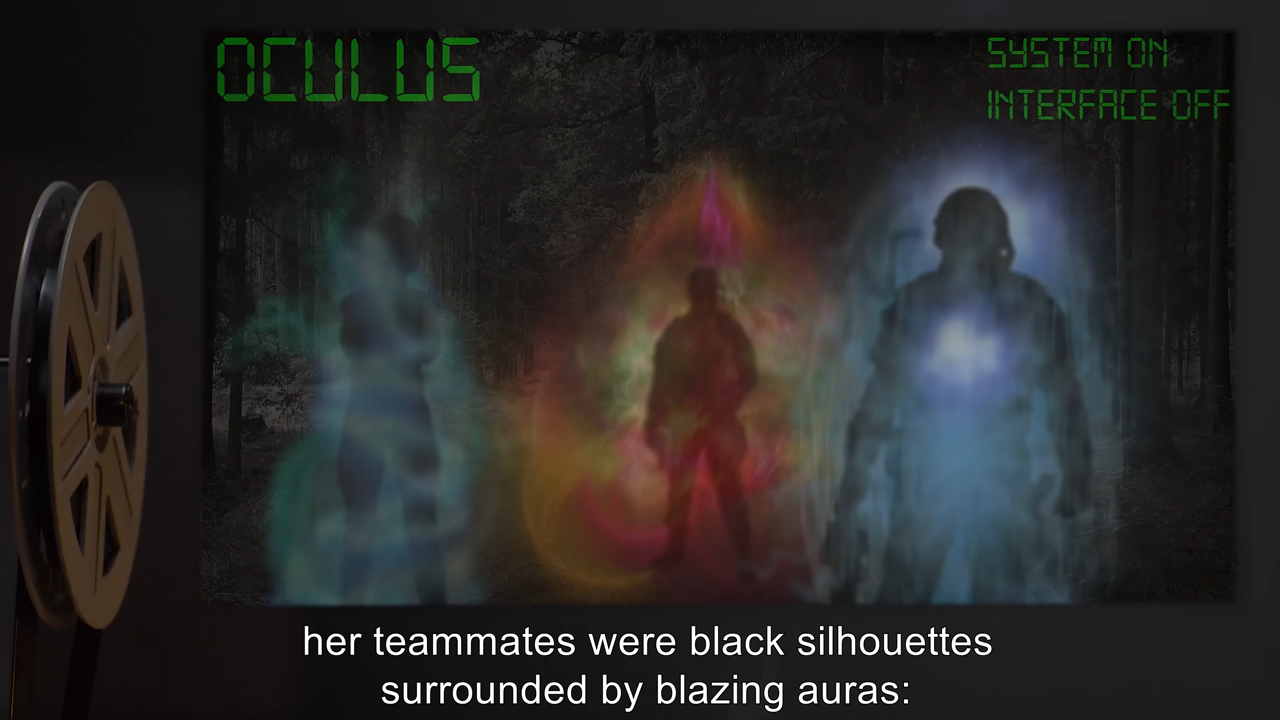 OCULUS
SYSTEM ON
INTERFACE OFF
her teammates were black silhouettes
surrounded by blazing auras: